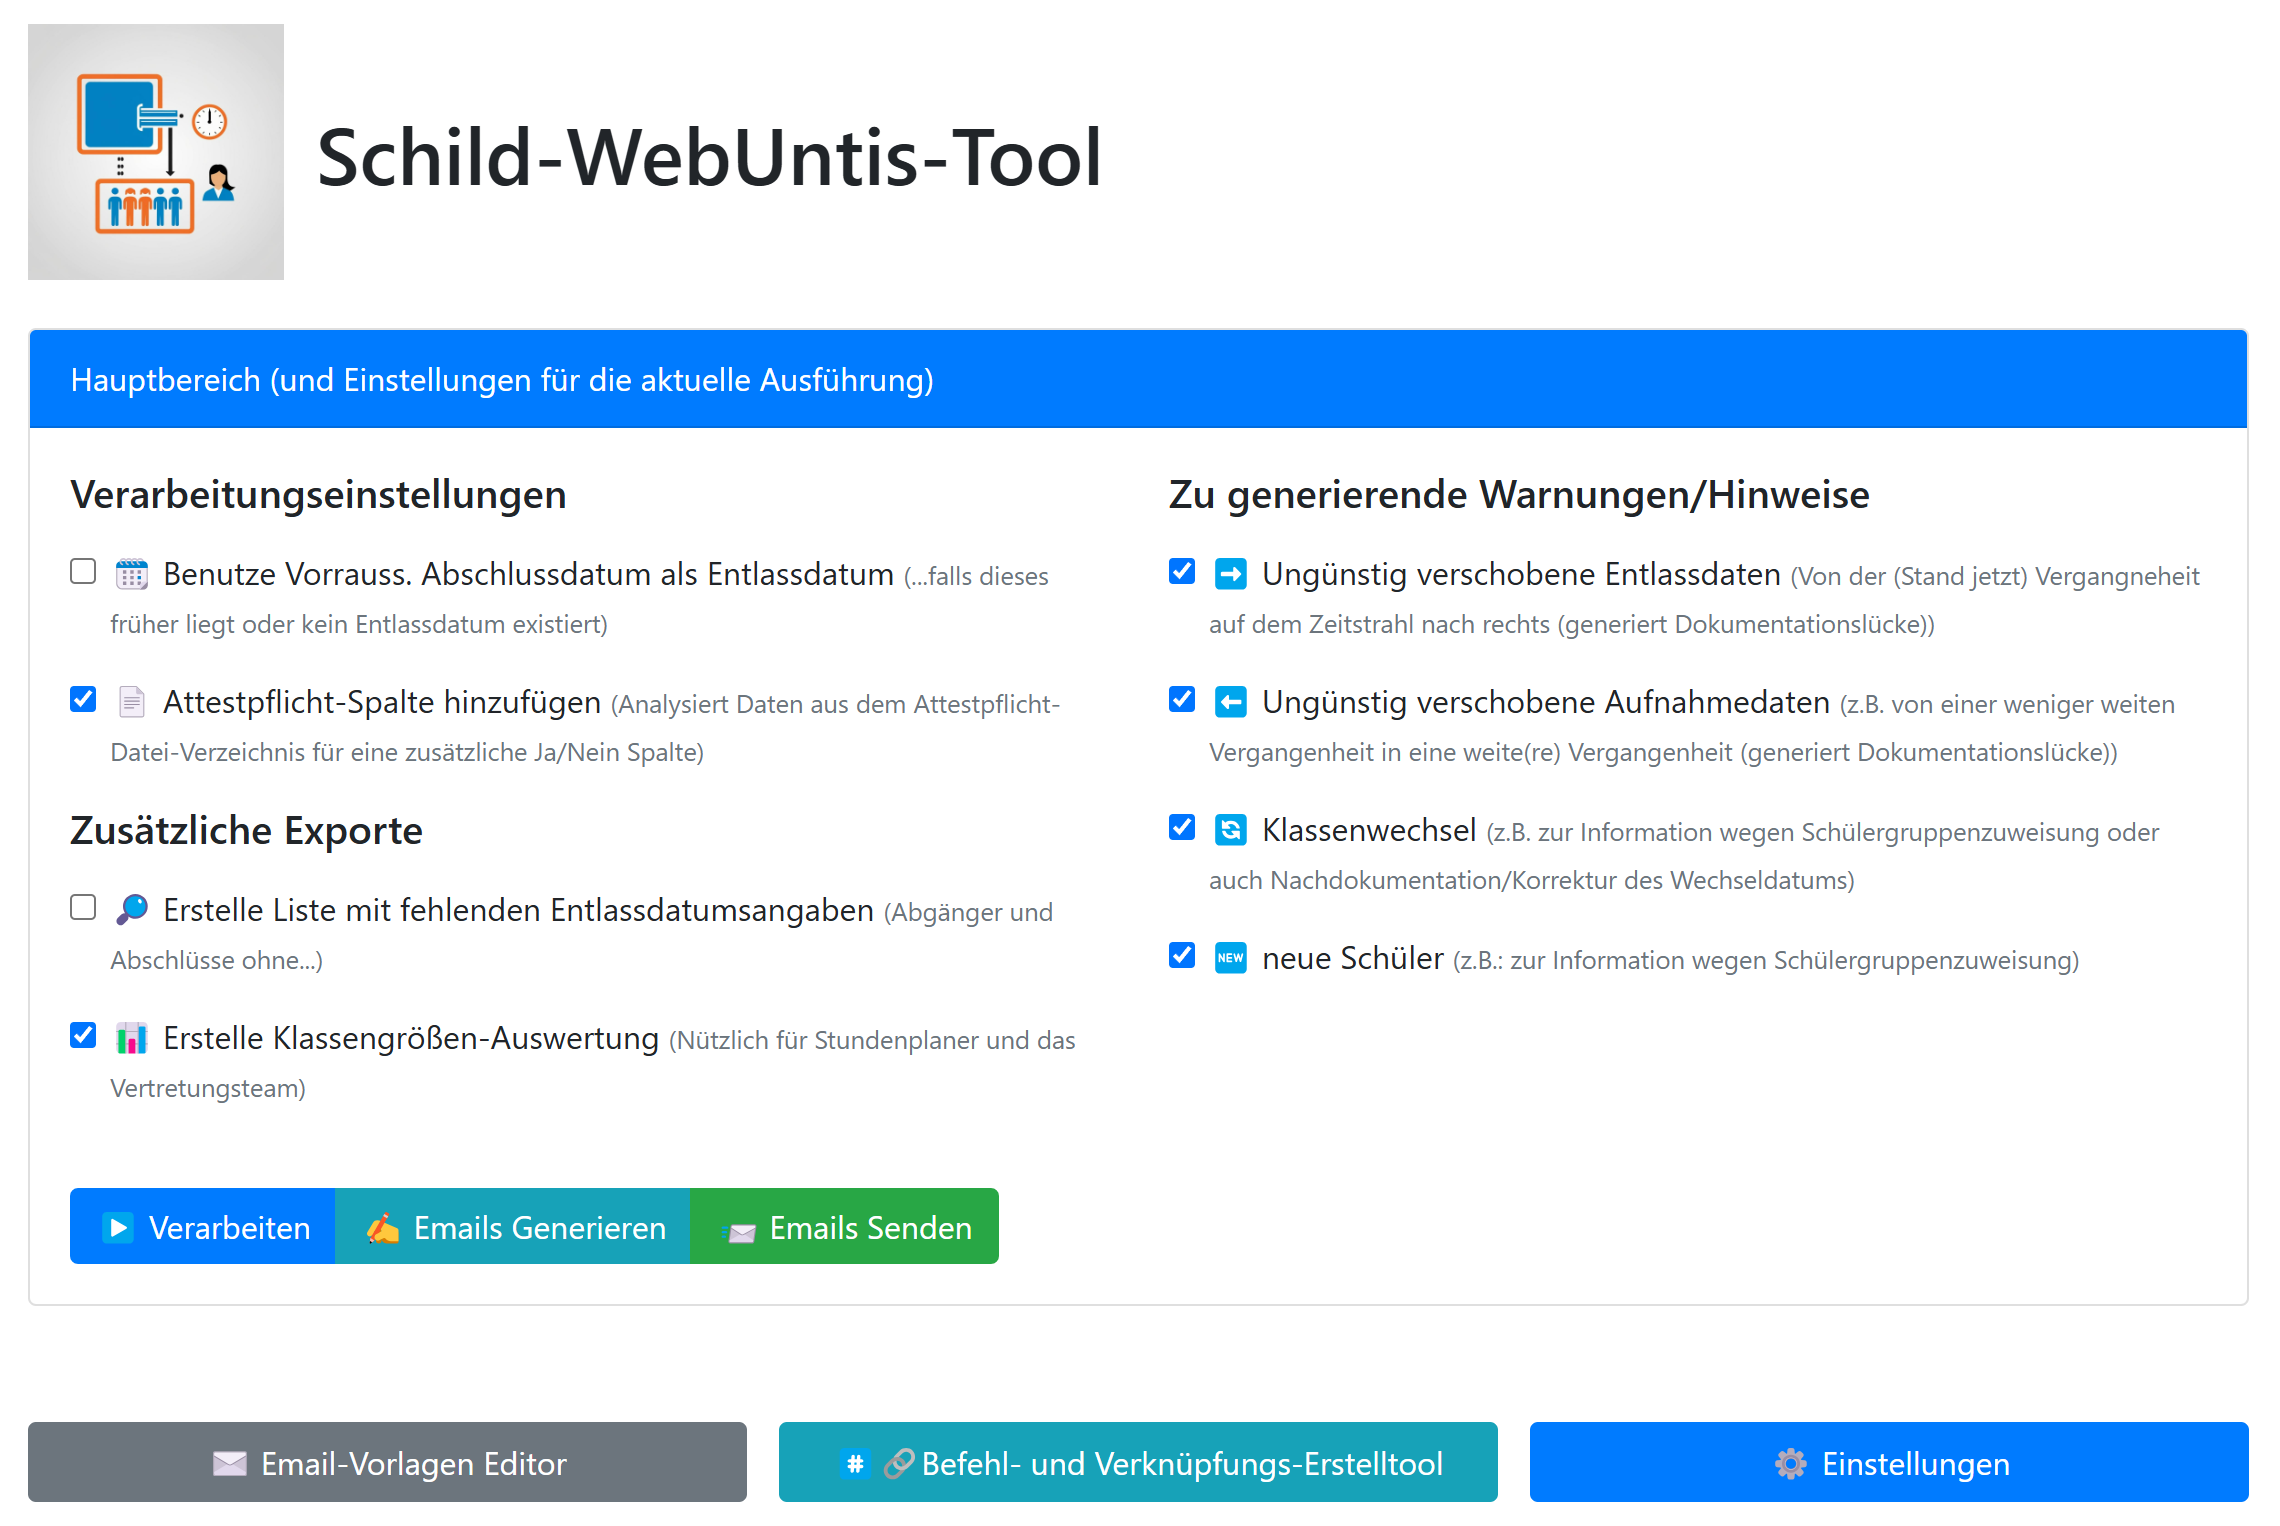 Schild-WebUntis-Tool
Hauptbereich (und Einstellungen für die aktuelle Ausführung)
Verarbeitungseinstellungen
Benutze Vorrauss. Abschlussdatum als Entlassdatum (...falls dieses
früher liegt oder kein Entlassdatum existiert)
Attestpflicht-Spalte hinzufügen (Analysiert Daten aus dem Attestpflicht-
Datei-Verzeichnis für eine zusätzliche Ja/Nein Spalte)
Zusätzliche Exporte
Erstelle Liste mit fehlenden Entlassdatumsangaben (Abgänger und
Abschlüsse ohne...)
Erstelle Klassengrößen-Auswertung (Nützlich für Stundenplaner und das
Vertretungsteam)
Zu generierende Warnungen/Hinweise
Ungünstig verschobene Entlassdaten (Von der (Stand jetzt) Vergangneheit
auf dem Zeitstrahl nach rechts (generiert Dokumentationslücke))
Ungünstig verschobene Aufnahmedaten (z.B. von einer weniger weiten
Vergangenheit in eine weite(re) Vergangenheit (generiert Dokumentationslücke))
Klassenwechsel (z.B. zur Information wegen Schülergruppenzuweisung oder
auch Nachdokumentation/Korrektur des Wechseldatums)
NEW neue Schüler (z.B.: zur Information wegen Schülergruppenzuweisung)
Verarbeiten
Emails Generieren
Emails Senden
Email-Vorlagen Editor
# Befehl- und Verknüpfungs-Erstelltool
Einstellungen